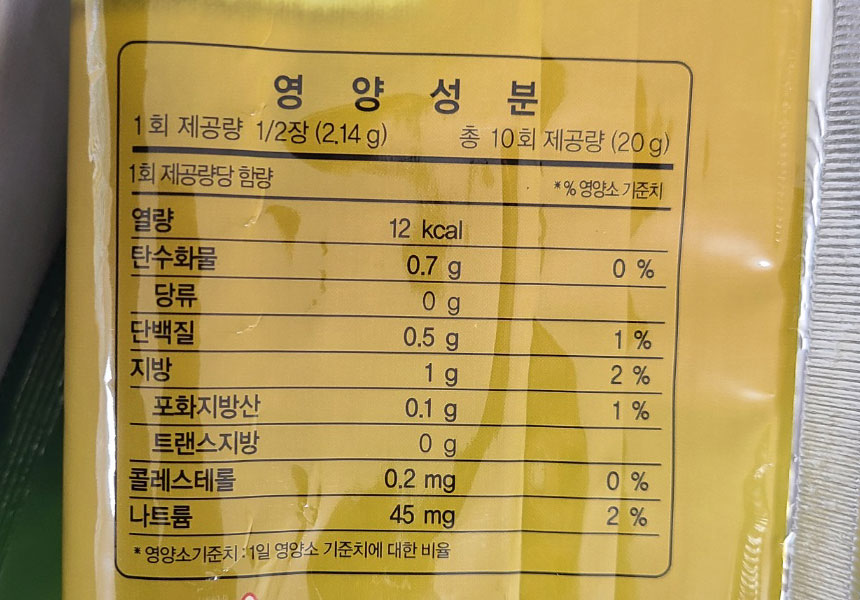 영 양 성 분
1회 제공량 1/2장 (2.14 g) 총 10회 제공량 (20 g)
1회 제공량당 함량 *% 영양소 기준치
열량 12 kcal
탄수화물 0.7 g 0 %
당류 0 g
단백질 0.5 g 1 %
지방 1 g 2 %
포화지방산 0.1 g 1 %
트랜스지방 0 g
콜레스테롤 0.2 mg 0 %
나트륨 45 mg 2 %
* 영양소기준치 : 1일 영양소 기준치에 대한 비율